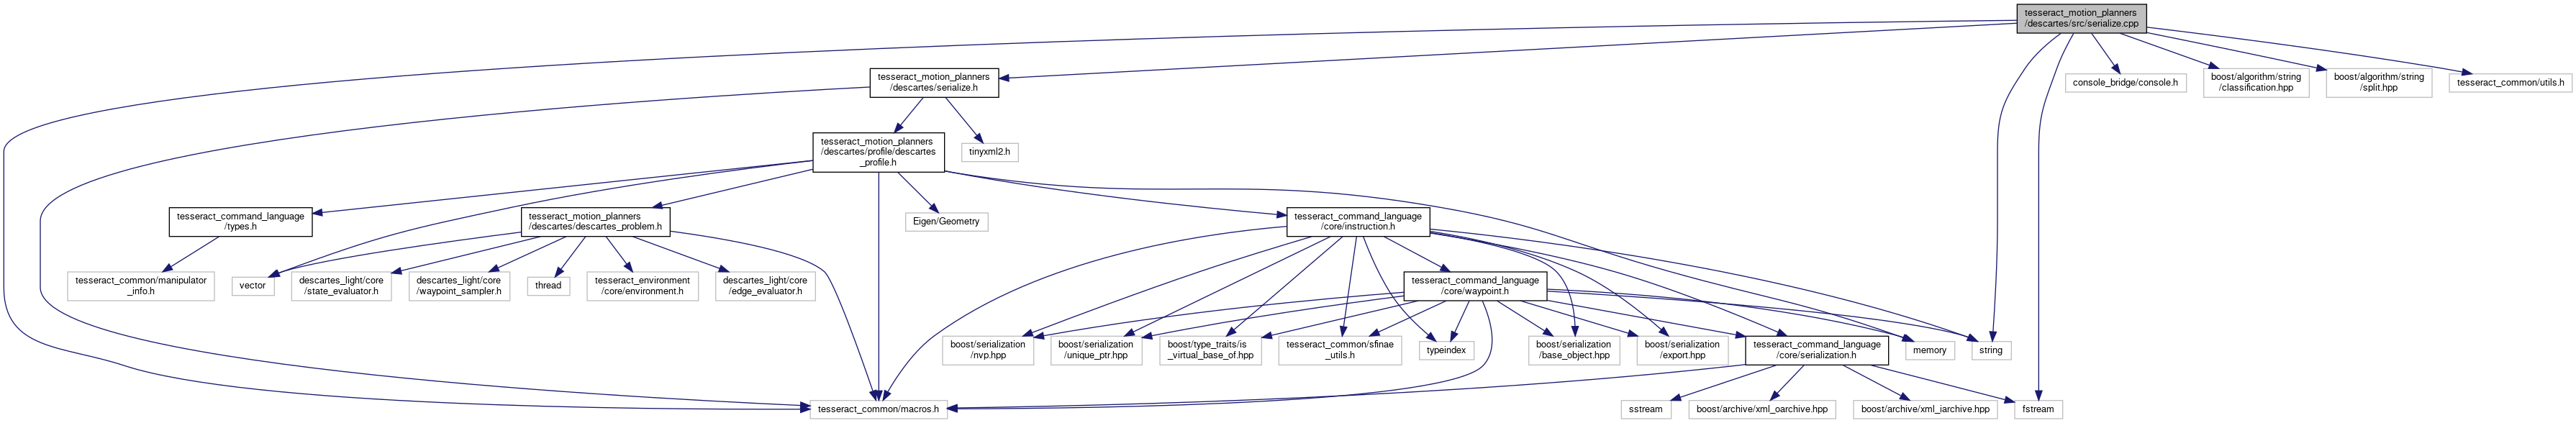 tesseract_motion_planners
/descartes/src/serialize.cpp
tesseract_motion_planners
/descartes/serialize.h
console_bridge/console.h
boost/algorithm/string
/classification.hpp
boost/algorithm/string
/split.hpp
tesseract_common/utils.h
tesseract_motion_planners
/descartes/profile/descartes
_profile.h
tinyxml2.h
tesseract_command_language
/types.h
tesseract_motion_planners
/descartes/descartes_problem.h
Eigen/Geometry
tesseract_command_language
/core/instruction.h
tesseract_common/manipulator
_info.h
vector
descartes_light/core
/state_evaluator.h
descartes_light/core
/waypoint_sampler.h
thread
tesseract_environment
/core/environment.h
descartes_light/core
/edge_evaluator.h
tesseract_command_language
/core/waypoint.h
boost/serialization
/nvp.hpp
boost/serialization
/unique_ptr.hpp
boost/type_traits/is
_virtual_base_of.hpp
tesseract_common/sfinae
_utils.h
typeindex
boost/serialization
/base_object.hpp
boost/serialization
/export.hpp
tesseract_command_language
/core/serialization.h
memory
string
tesseract_common/macros.h
sstream
boost/archive/xml_oarchive.hpp
boost/archive/xml_iarchive.hpp
fstream